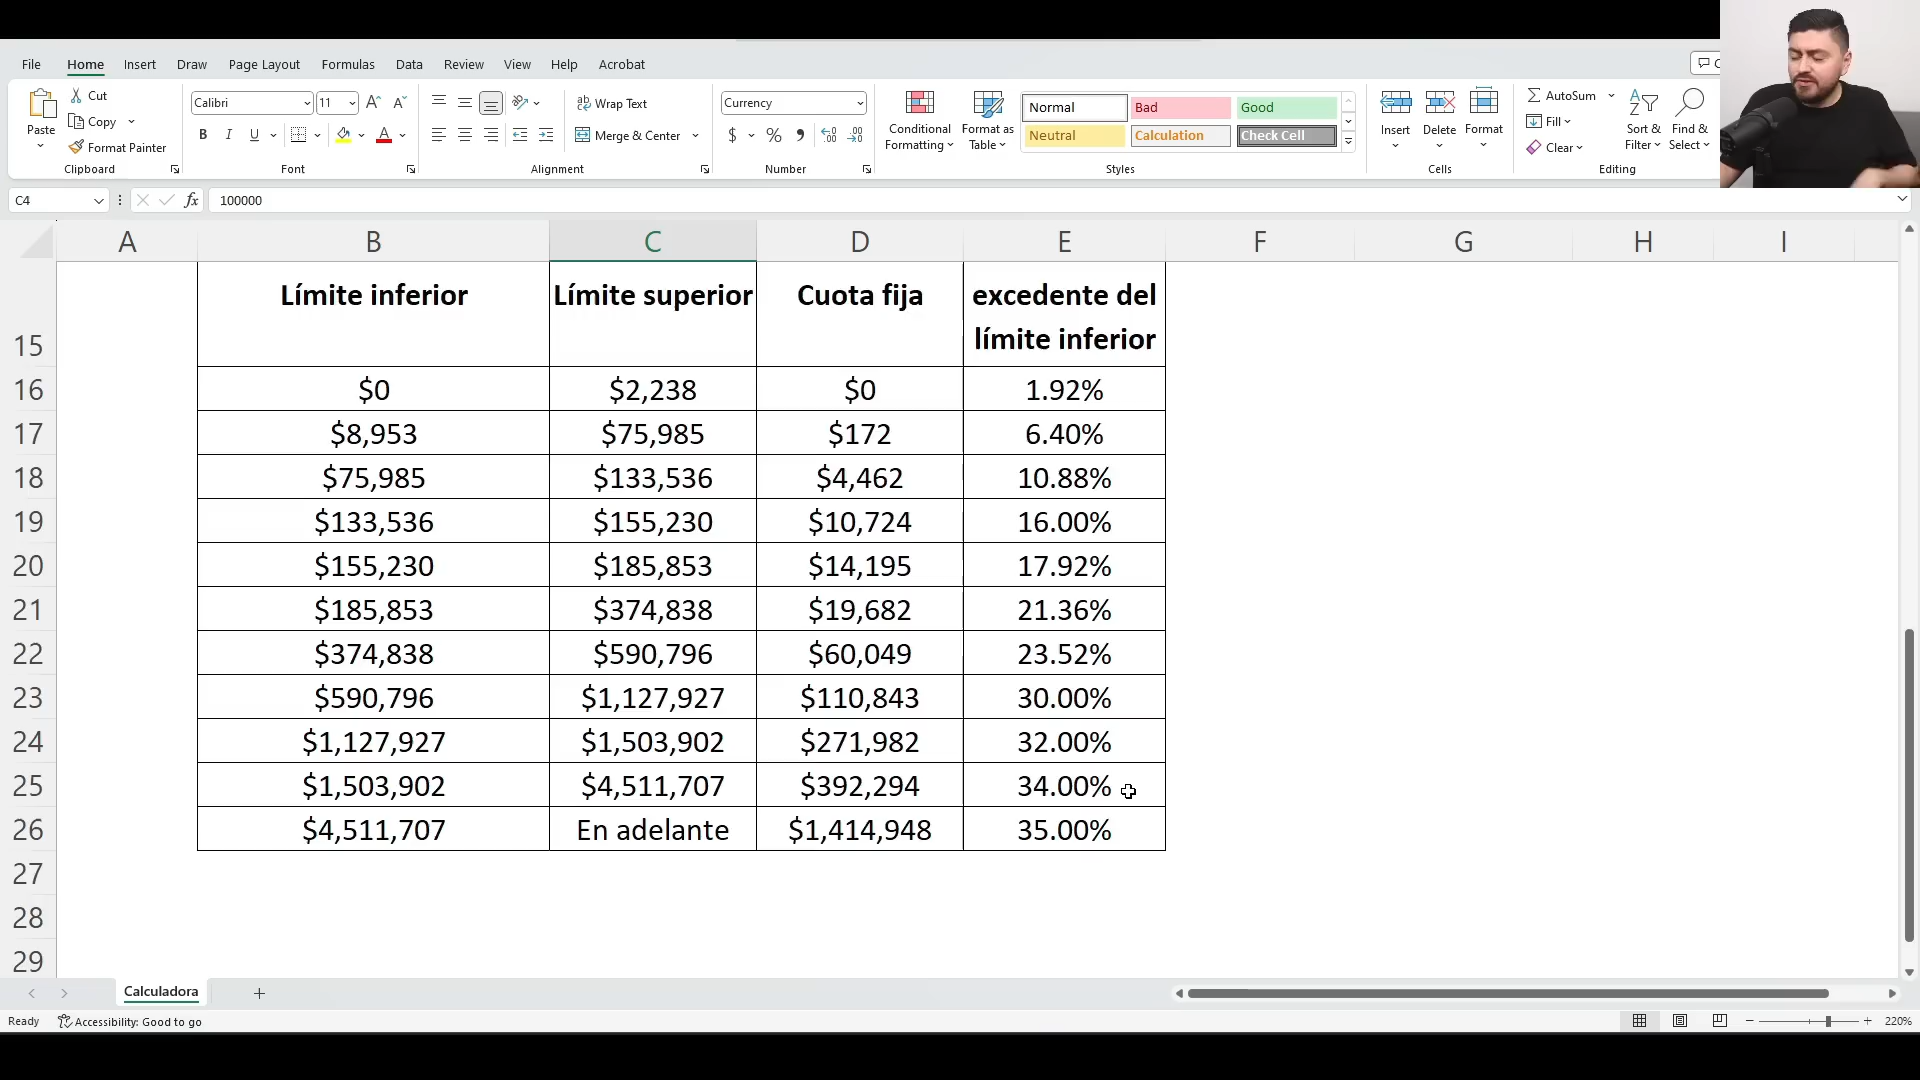 File Home Insert Draw Page Layout Formulas Data Review View Help Acrobat
Paste
Cut
Copy
Format Painter
Clipboard
Calibri 11
B I U
Font
Wrap Text
Merge & Center
Alignment
Currency
$ %
Number
Conditional Formatting
Format as Table
Normal Bad Good
Neutral Calculation Check Cell
Styles
Insert Delete Format
Cells
AutoSum
Fill
Clear
Sort & Filter
Find & Select
Editing
C4 fx 100000
A B C D E F G H I
Límite inferior Límite superior Cuota fija excedente del
15 límite inferior
16 $0 $2,238 $0 1.92%
17 $8,953 $75,985 $172 6.40%
18 $75,985 $133,536 $4,462 10.88%
19 $133,536 $155,230 $10,724 16.00%
20 $155,230 $185,853 $14,195 17.92%
21 $185,853 $374,838 $19,682 21.36%
22 $374,838 $590,796 $60,049 23.52%
23 $590,796 $1,127,927 $110,843 30.00%
24 $1,127,927 $1,503,902 $271,982 32.00%
25 $1,503,902 $4,511,707 $392,294 34.00%
26 $4,511,707 En adelante $1,414,948 35.00%
27
28
29
Calculadora
Ready Accessibility: Good to go 220%